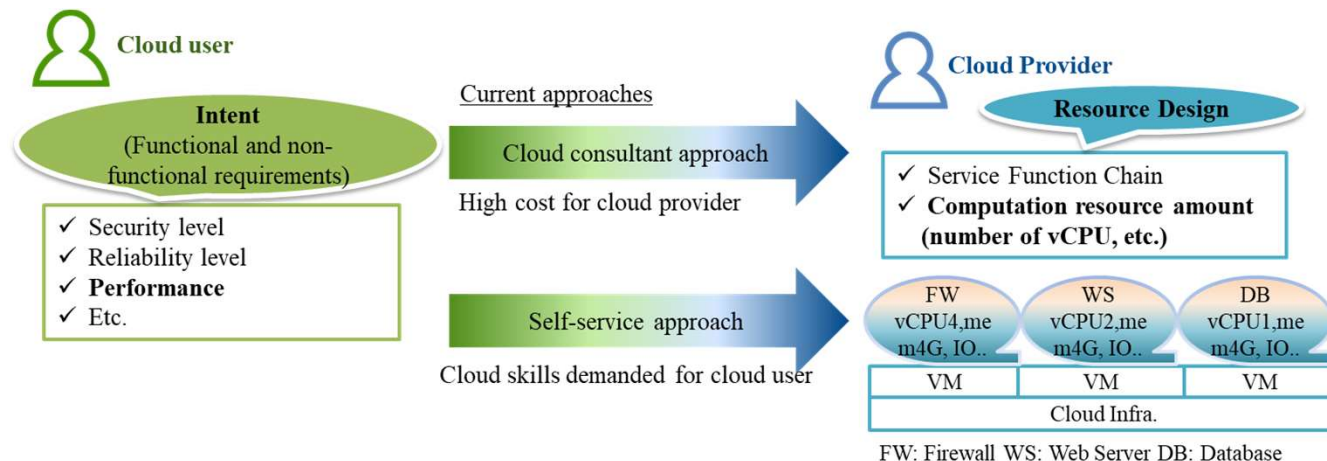 Cloud user
Intent
(Functional and non-
functional requirements)
✓ Security level
✓ Reliability level
✓ Performance
✓ Etc.
Current approaches
Cloud consultant approach
High cost for cloud provider
Self-service approach
Cloud skills demanded for cloud user
Cloud Provider
Resource Design
✓ Service Function Chain
✓ Computation resource amount
(number of vCPU, etc.)
FW
vCPU4,me
m4G, IO..
WS
vCPU2,me
m4G, IO..
DB
vCPU1,me
m4G, IO..
VM
VM
VM
Cloud Infra.
FW: Firewall WS: Web Server DB: Database